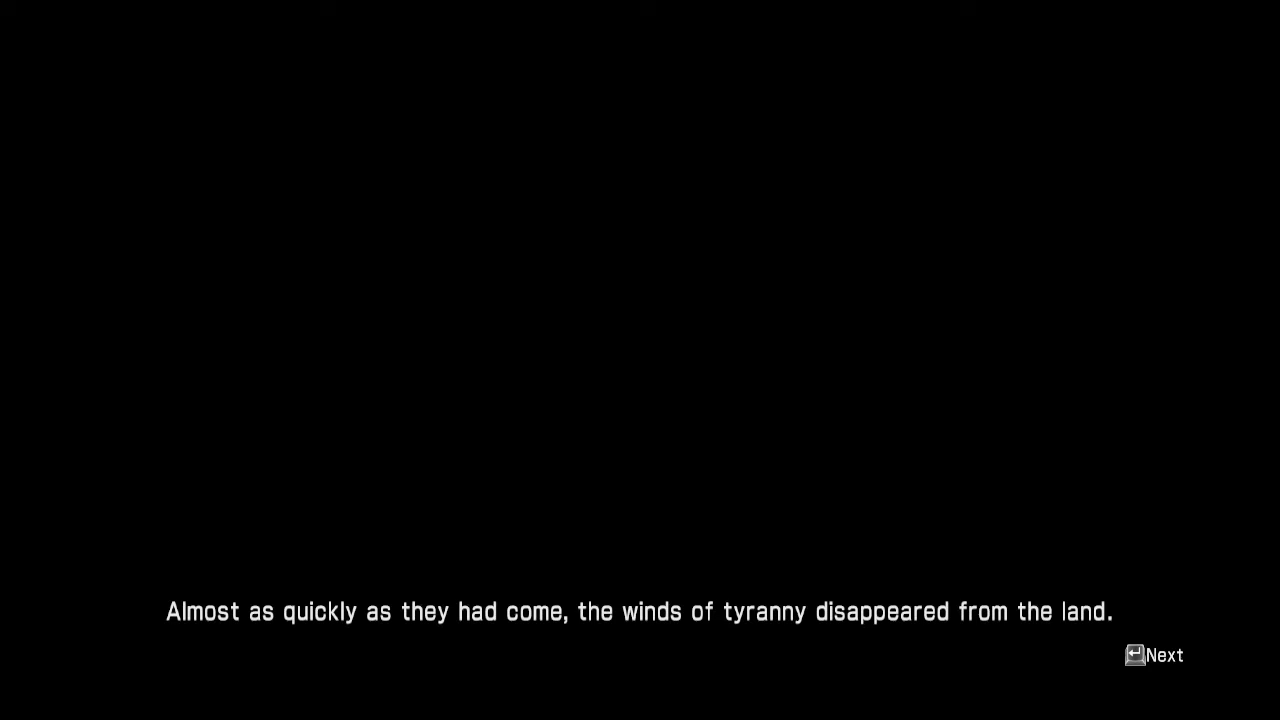 Almost as quickly as they had come, the winds of tyranny disappeared from the land.
Next